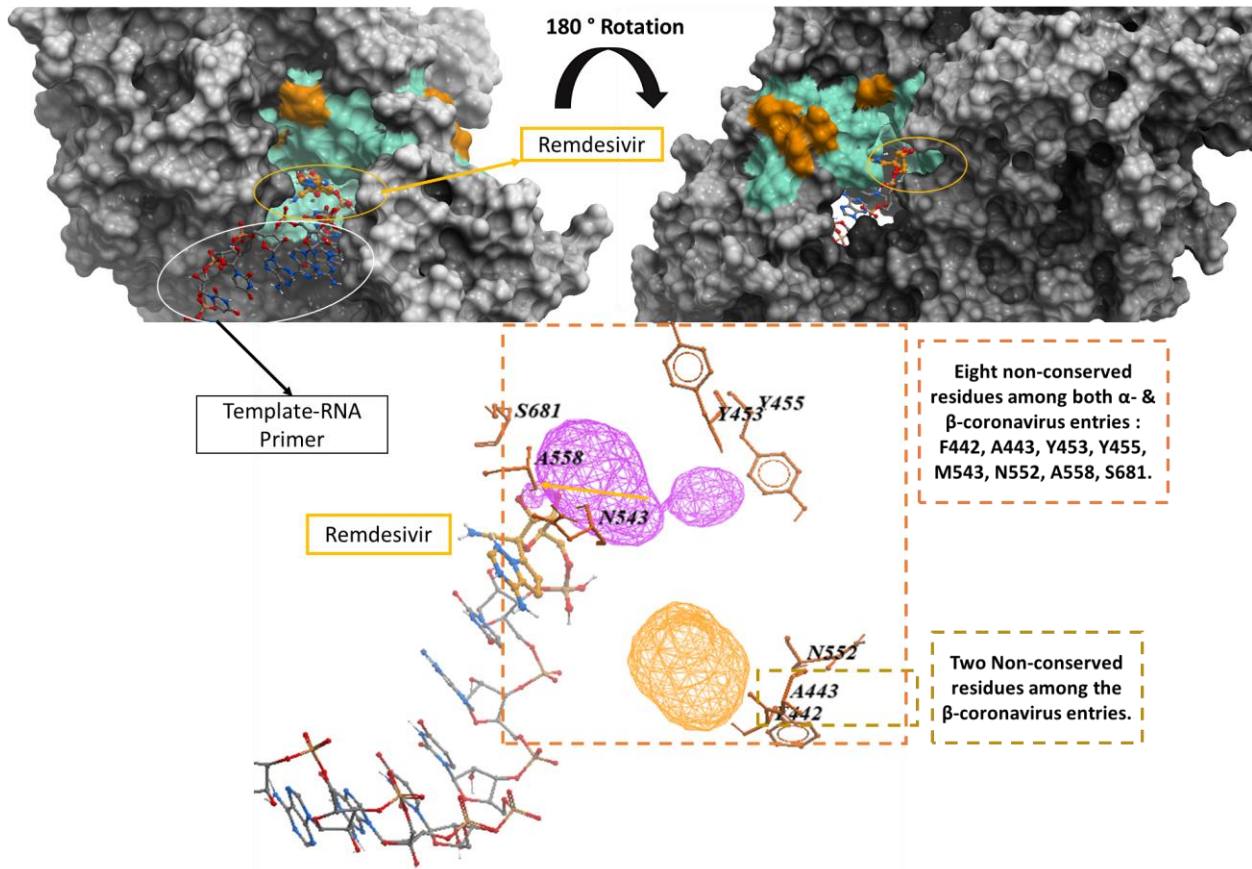 180 ° Rotation
Remdesivir
Template-RNA
Primer
S681
Y455
Y453
A558
N543
Remdesivir
N552
A443
F442
Eight non-conserved
residues among both α- &
β-coronavirus entries :
F442, A443, Y453, Y455,
M543, N552, A558, S681.
Two Non-conserved
residues among the
β-coronavirus entries.